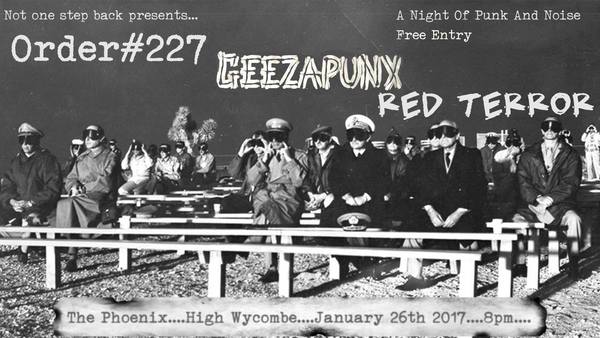 Not one step back presents...
A Night Of Punk And Noise
Free Entry
Order#227
GEEZAPUNX
RED TERROR
The Phoenix....High Wycombe....January 26th 2017....8pm....